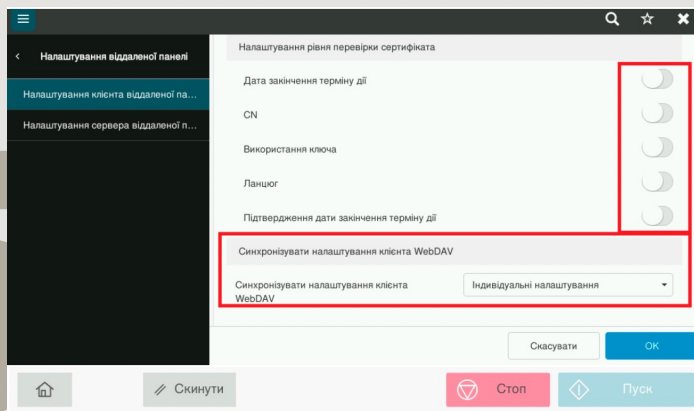 Налаштування віддаленої панелі
Налаштування клієнта віддаленої па...
Налаштування сервера віддаленої п...
Налаштування рівня перевірки сертифіката
Дата закінчення терміну дії
CN
Використання ключа
Ланцюг
Підтвердження дати закінчення терміну дії
Синхронізувати налаштування клієнта WebDAV
Синхронізувати налаштування клієнта
WebDAV
Індивідуальні налаштування
Скасувати
OK
Скинути
Стоп
Пуск